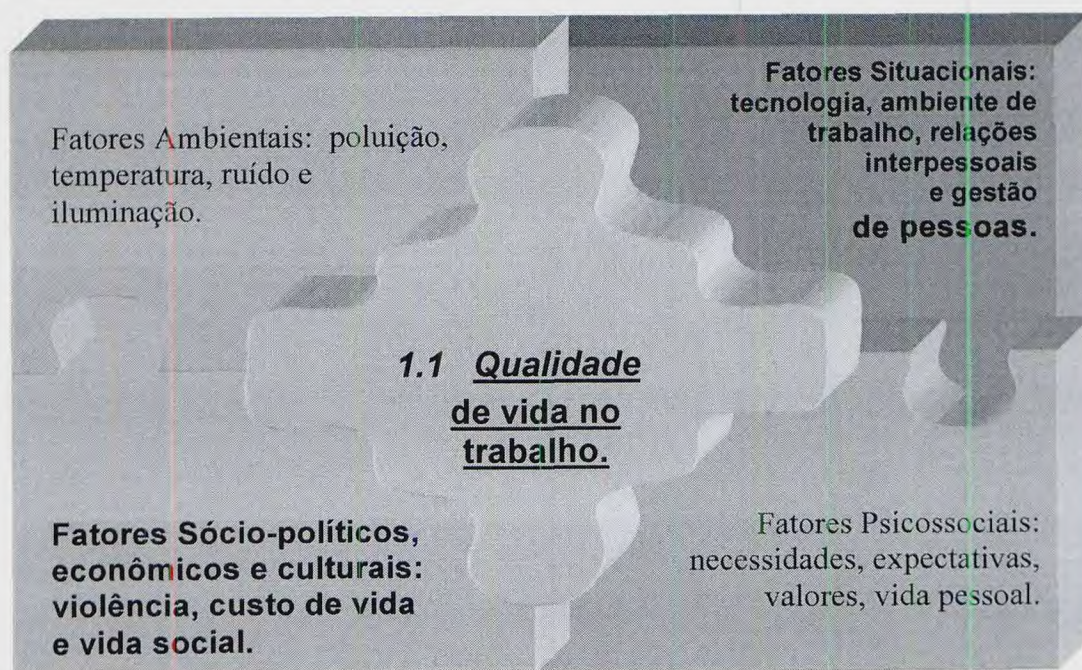 Fatores Ambientais: poluição,
temperatura, ruído e
iluminação.
Fatores Situacionais:
tecnologia, ambiente de
trabalho, relações
interpessoais
e gestão
de pessoas.
1.1 Qualidade
de vida no
trabalho.
Fatores Sócio-políticos,
econômicos e culturais:
violência, custo de vida
e vida social.
Fatores Psicossociais:
necessidades, expectativas,
valores, vida pessoal.